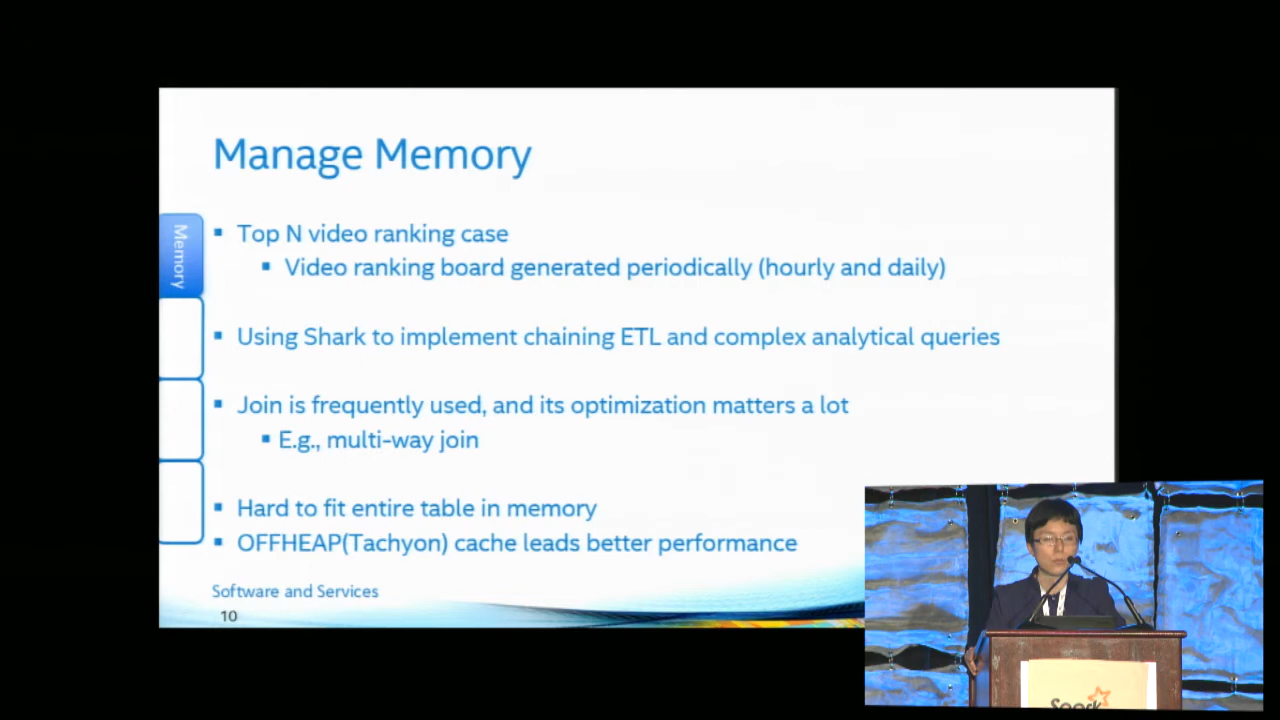 Manage Memory
Memory
Top N video ranking case
Video ranking board generated periodically (hourly and daily)
Using Shark to implement chaining ETL and complex analytical queries
Join is frequently used, and its optimization matters a lot
E.g., multi-way join
Hard to fit entire table in memory
OFFHEAP(Tachyon) cache leads better performance
Software and Services
10
Spark